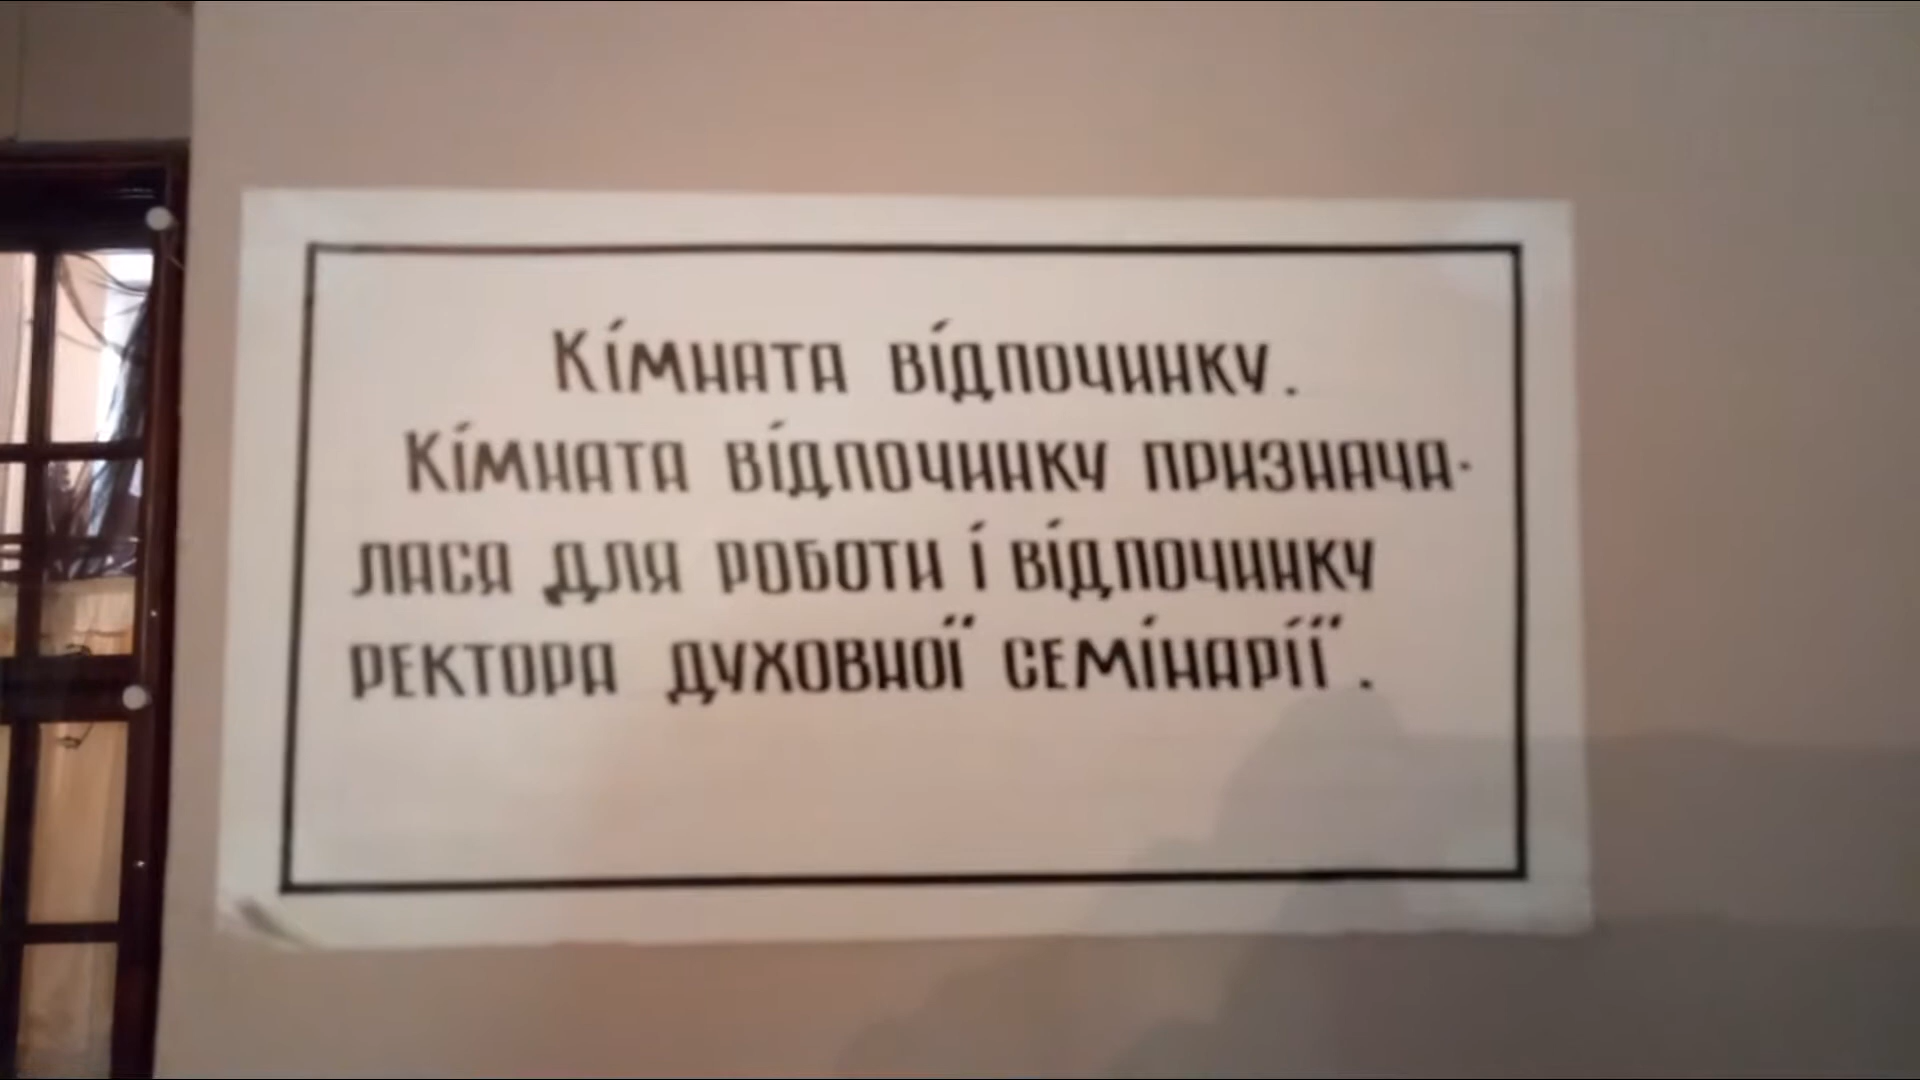 Кімната відпочинку.
Кімната відпочинку признача-
лася для роботи і відпочинку
ректора духовної семінарії.